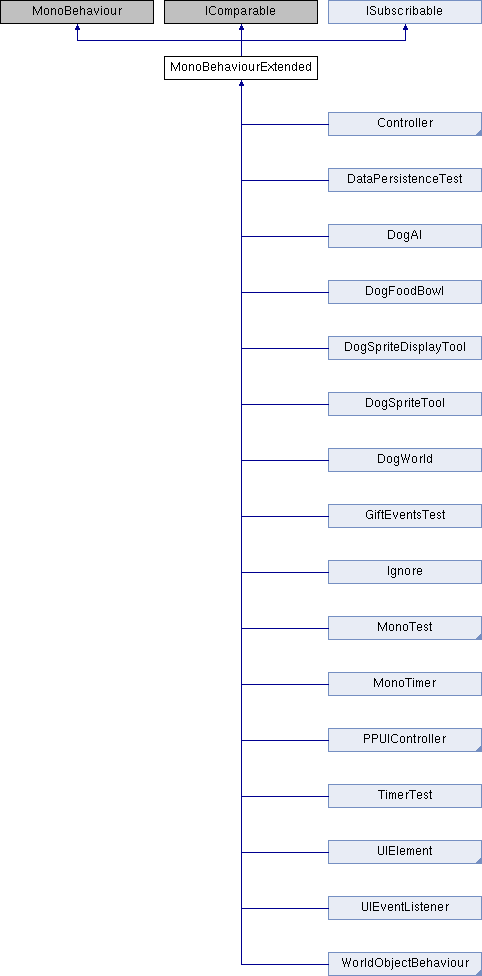 MonoBehaviour
IComparable
ISubscribable
MonoBehaviourExtended
Controller
DataPersistenceTest
DogAI
DogFoodBowl
DogSpriteDisplayTool
DogSpriteTool
DogWorld
GiftEventsTest
Ignore
MonoTest
MonoTimer
PPUIController
TimerTest
UIElement
UIEventListener
WorldObjectBehaviour